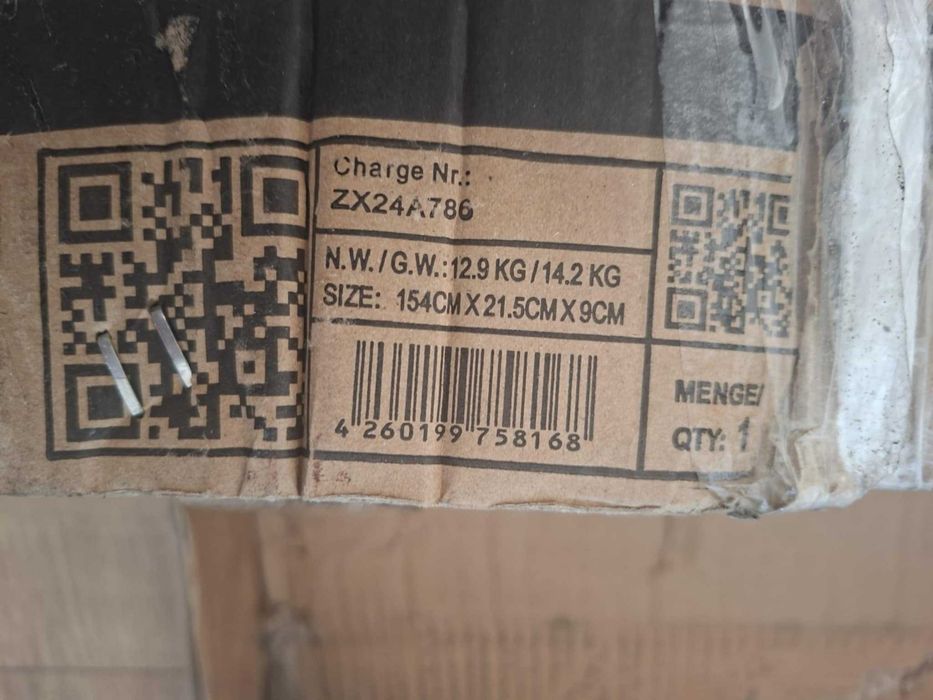 Charge Nr.:
ZX24A786
N.W./G.W.:12.9 KG/14.2 KG
SIZE: 154CM X 21.5CM X 9CM
4 260199 758168
MENGE/
QTY: 1